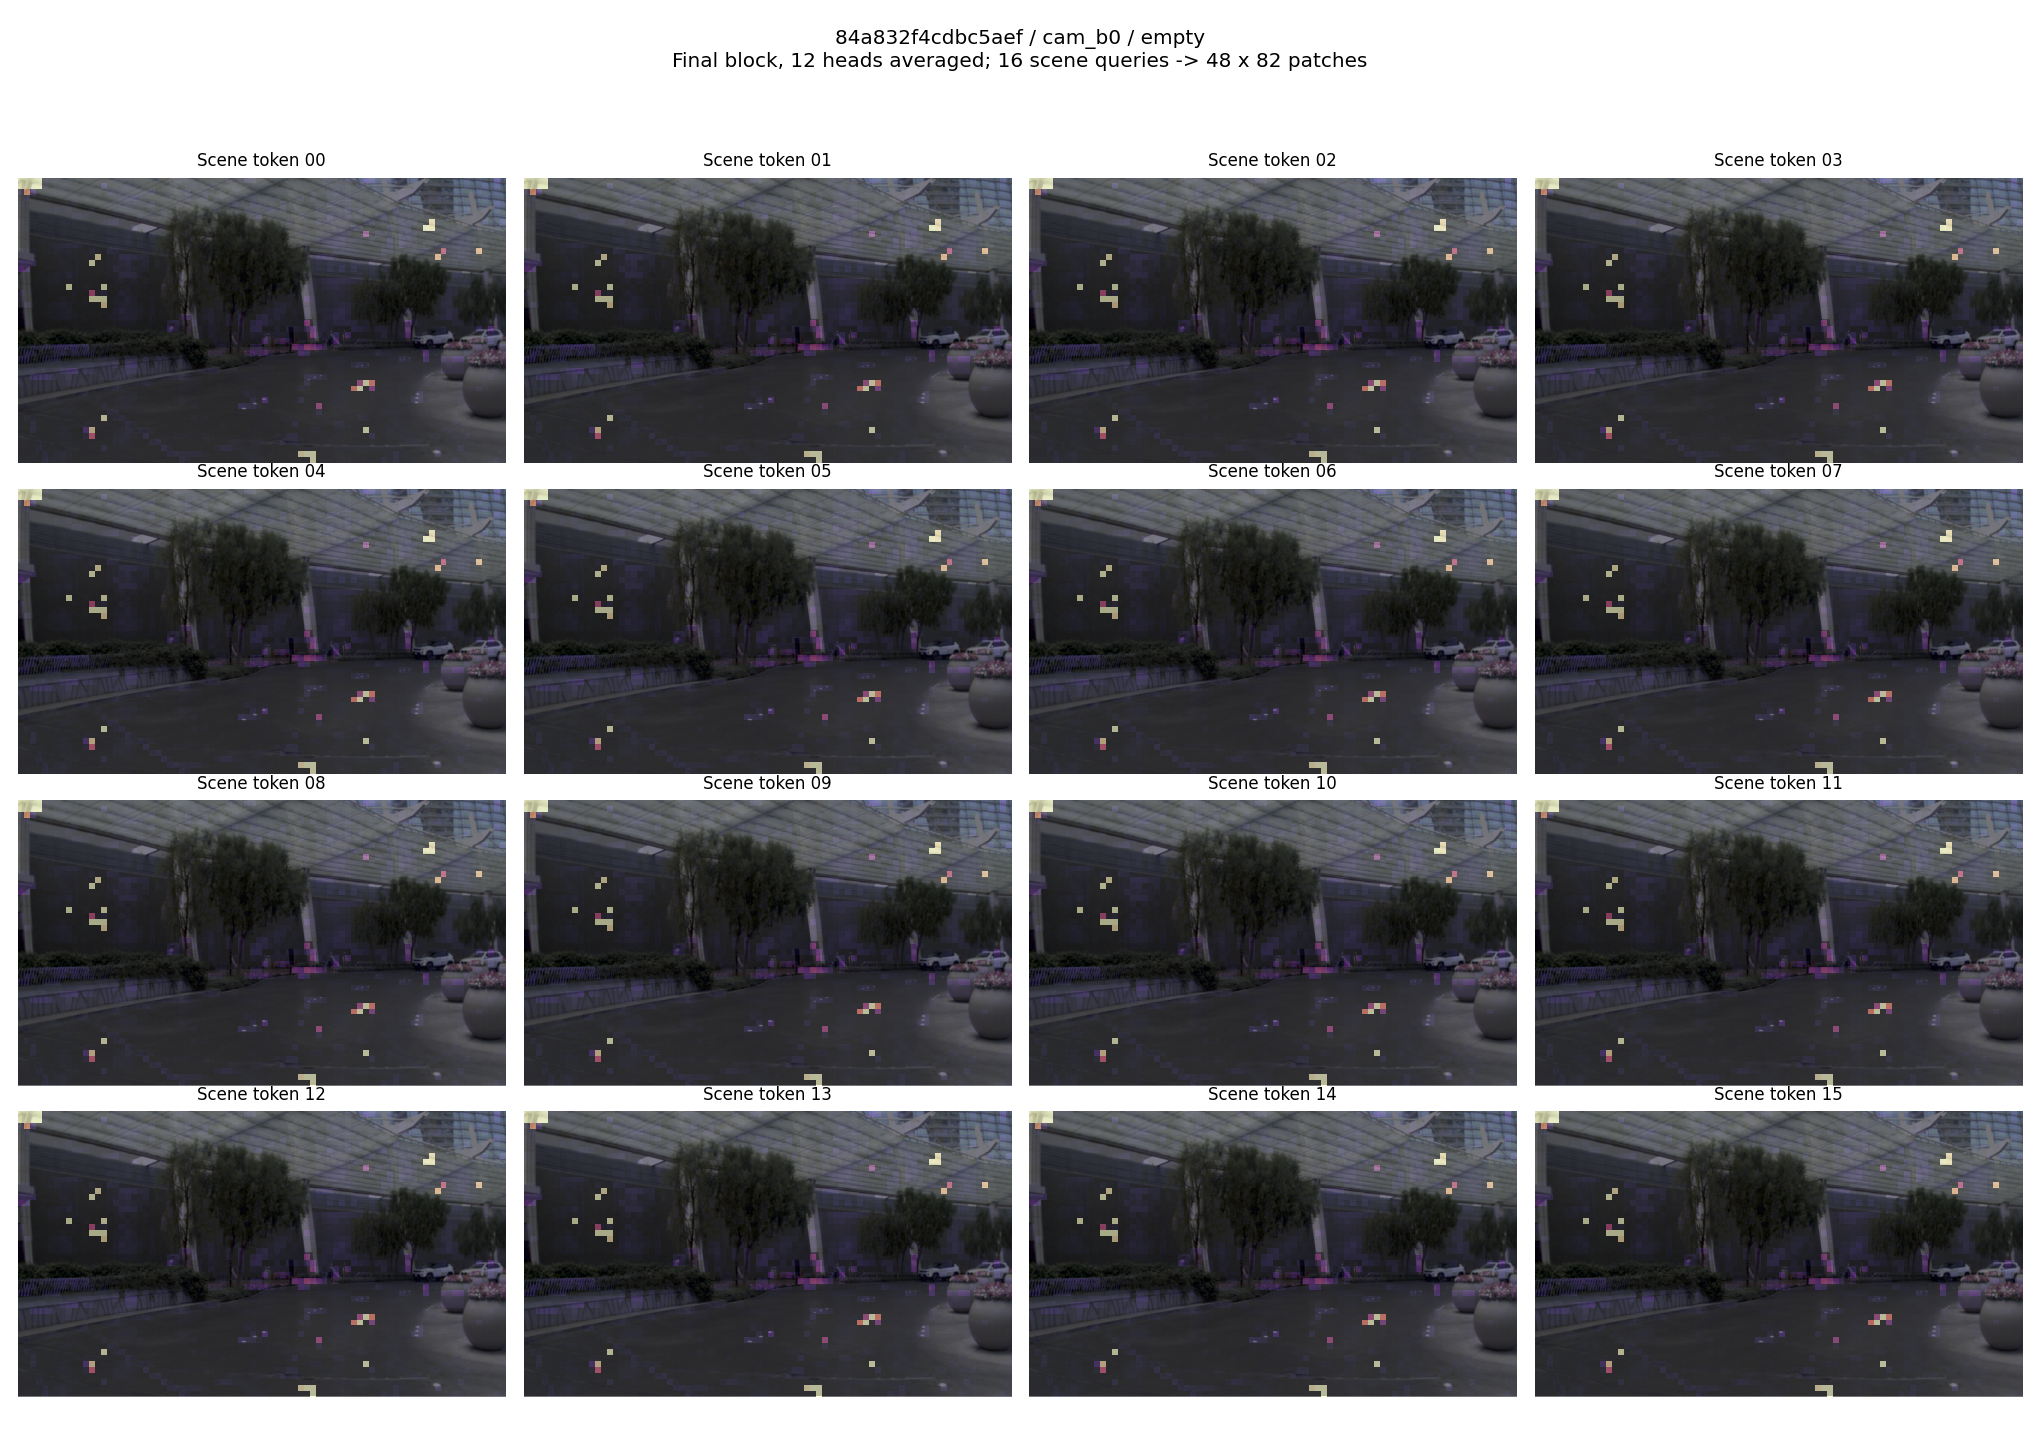 84a832f4cdbc5aef / cam_b0 / empty
Final block, 12 heads averaged; 16 scene queries -> 48 x 82 patches
Scene token 00
Scene token 01
Scene token 02
Scene token 03
Scene token 04
Scene token 05
Scene token 06
Scene token 07
Scene token 08
Scene token 09
Scene token 10
Scene token 11
Scene token 12
Scene token 13
Scene token 14
Scene token 15